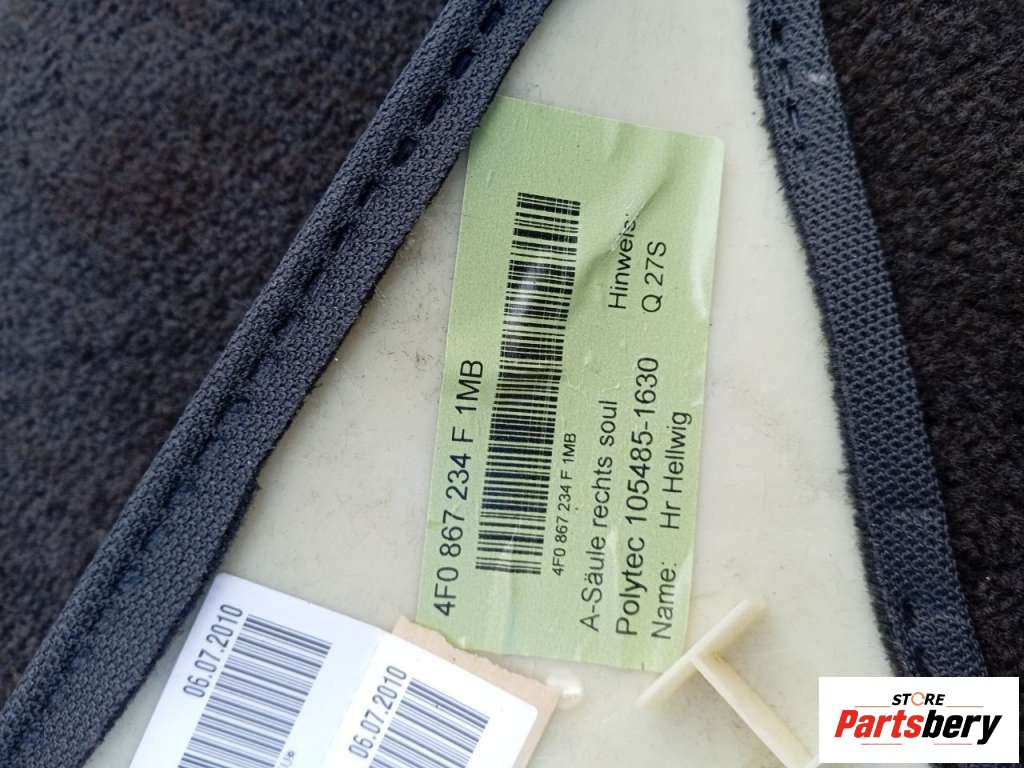 4F0 867 234 F 1MB
4F0 867 234 F 1MB
A-Säule rechts soul
Hinweis:
Polytec 105485-1630
Q 27S
Name: Hr Hellwig
06.07.2010
06.07.2010
STORE
Partsbery